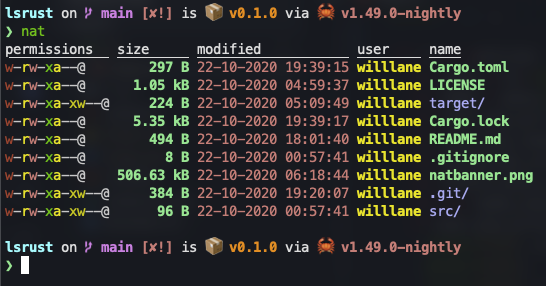 lsrust on main [✘!] is 📦 v0.1.0 via 🦀 v1.49.0-nightly
❯ nat
permissions size modified user name
w-rw-xa--@ 297 B 22-10-2020 19:39:15 willlane Cargo.toml
w-rw-xa--@ 1.05 kB 22-10-2020 04:59:37 willlane LICENSE
w-rw-xa-xw--@ 224 B 22-10-2020 05:09:49 willlane target/
w-rw-xa--@ 5.35 kB 22-10-2020 19:39:17 willlane Cargo.lock
w-rw-xa--@ 494 B 22-10-2020 18:01:40 willlane README.md
w-rw-xa--@ 8 B 22-10-2020 00:57:41 willlane .gitignore
w-rw-xa--@ 506.63 kB 22-10-2020 06:18:44 willlane natbanner.png
w-rw-xa-xw--@ 384 B 22-10-2020 19:20:07 willlane .git/
w-rw-xa-xw--@ 96 B 22-10-2020 00:57:41 willlane src/
lsrust on main [✘!] is 📦 v0.1.0 via 🦀 v1.49.0-nightly
❯